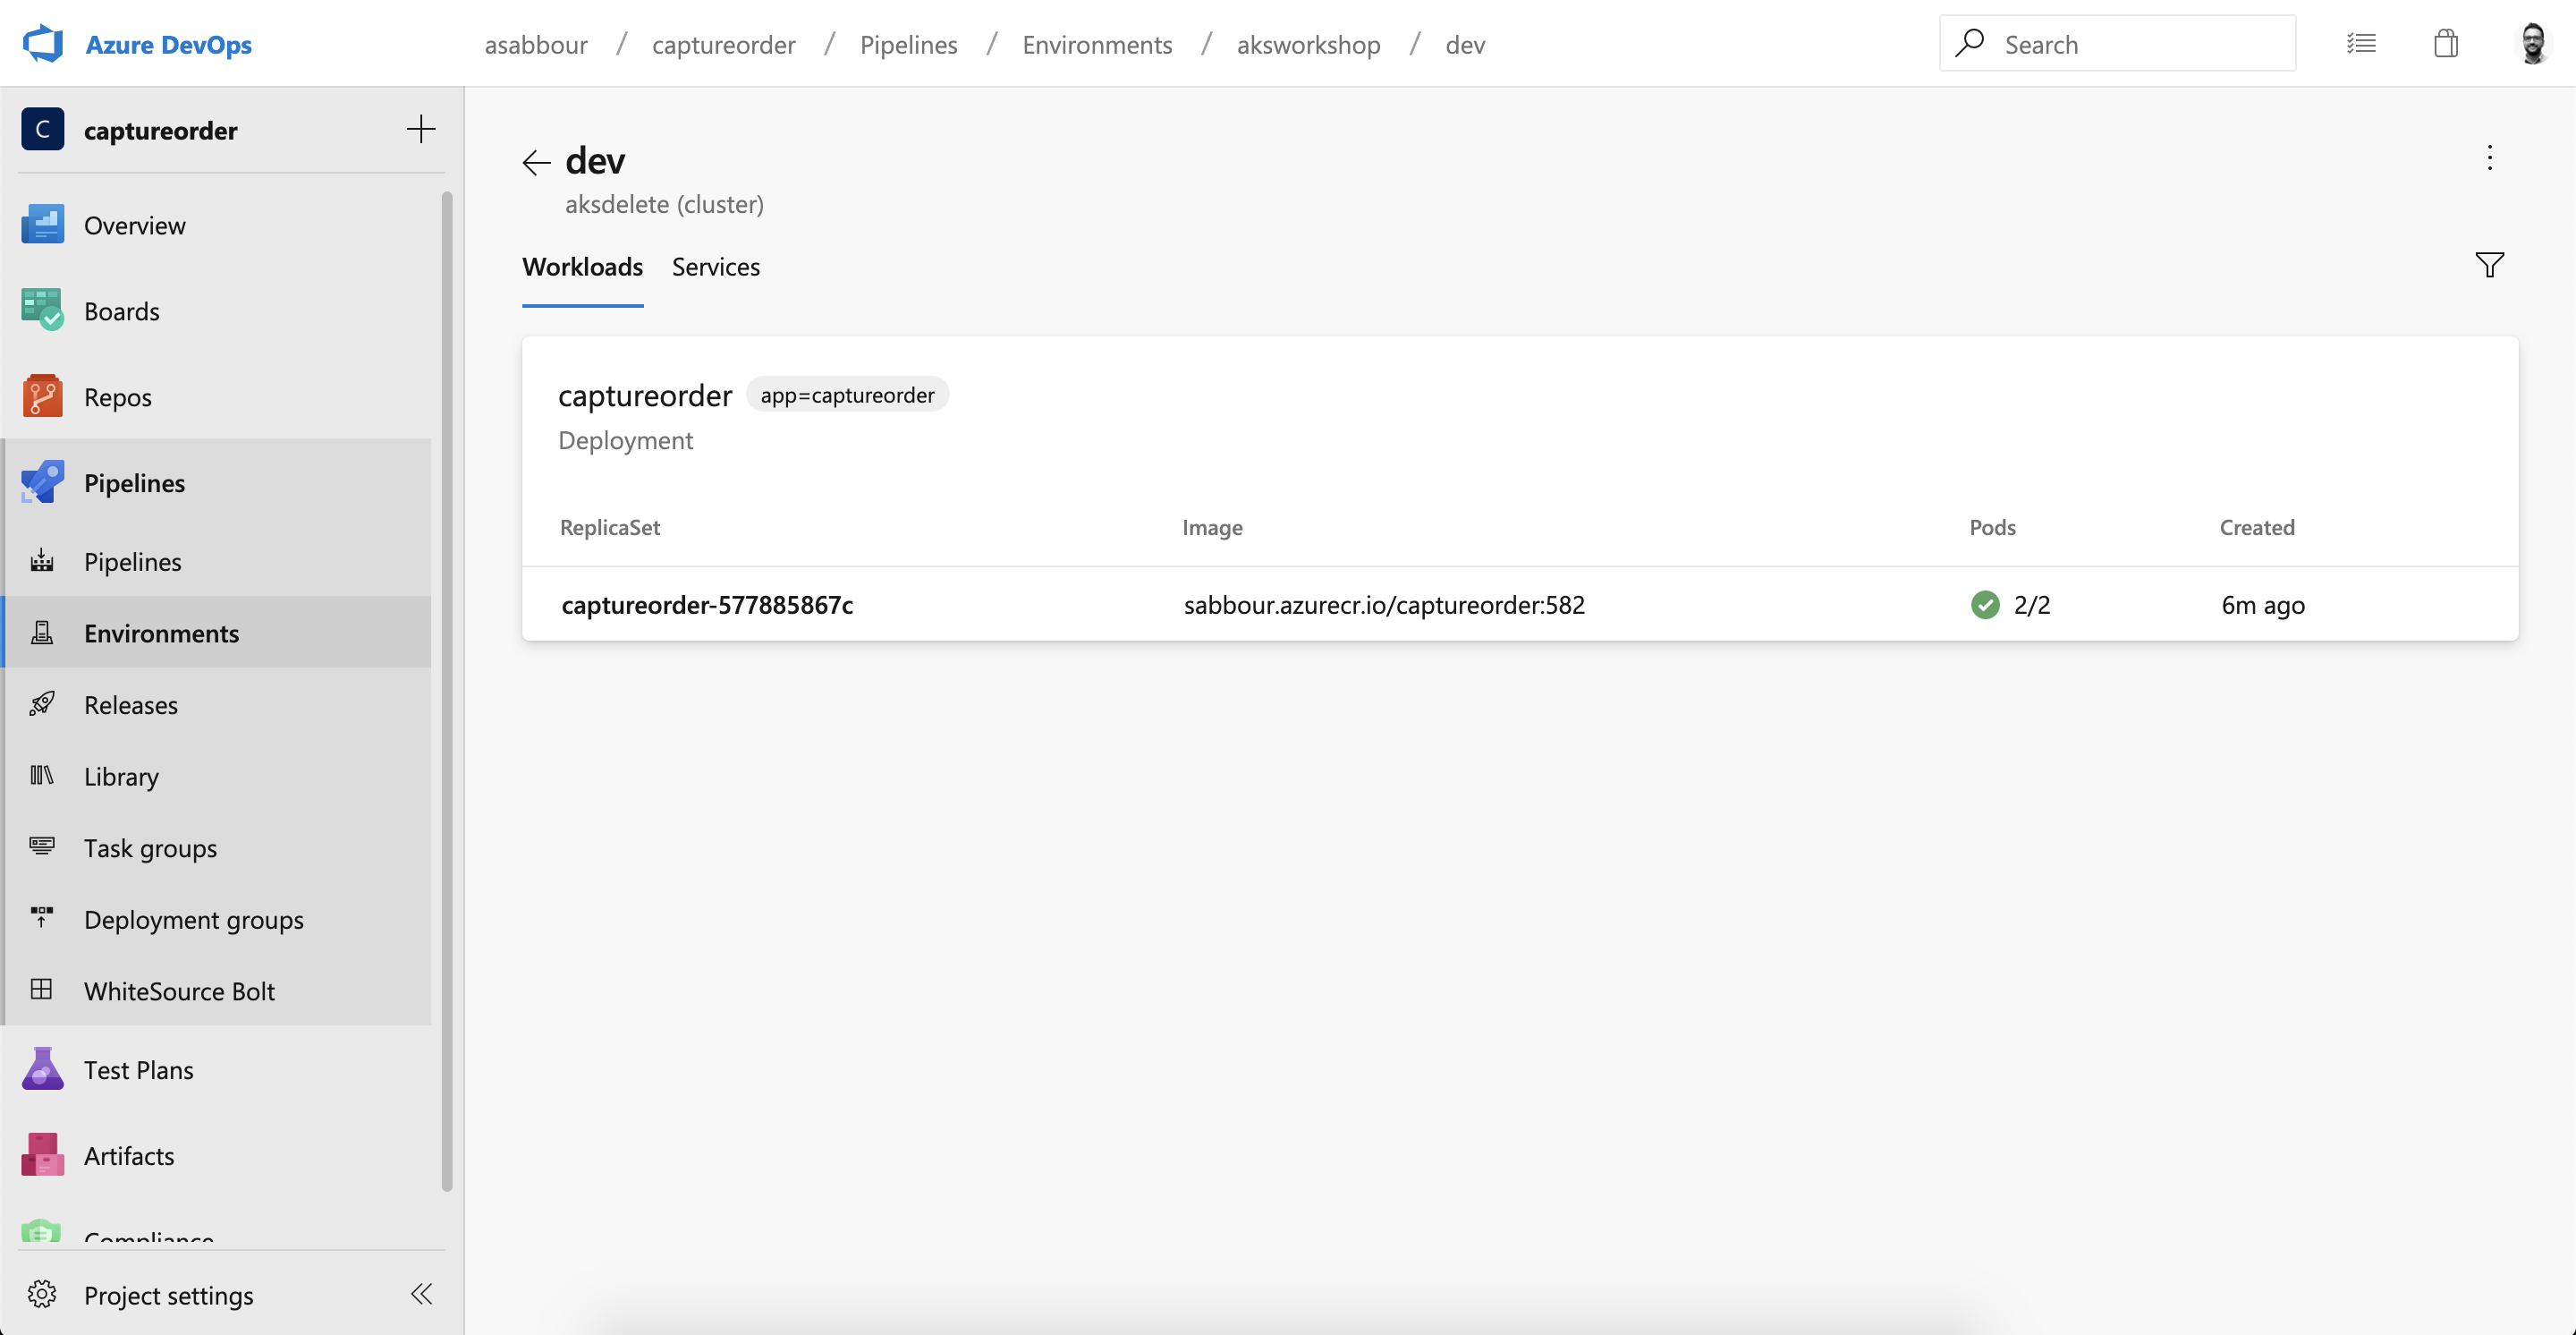 Azure DevOps
asabbour / captureorder / Pipelines / Environments / aksworkshop / dev
Search
C captureorder
Overview
Boards
Repos
Pipelines
Pipelines
Environments
Releases
Library
Task groups
Deployment groups
WhiteSource Bolt
Test Plans
Artifacts
Compliance
Project settings
dev
aksdelete (cluster)
Workloads Services
captureorder app=captureorder
Deployment
ReplicaSet Image Pods Created
captureorder-577885867c sabbour.azurecr.io/captureorder:582 2/2 6m ago